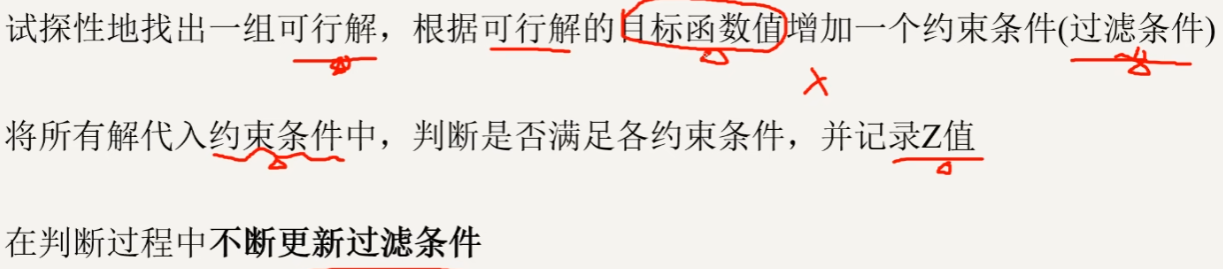 试探性地找出一组可行解，根据可行解的目标函数值增加一个约束条件(过滤条件)
将所有解代入约束条件中，判断是否满足各约束条件，并记录Z值
在判断过程中不断更新过滤条件